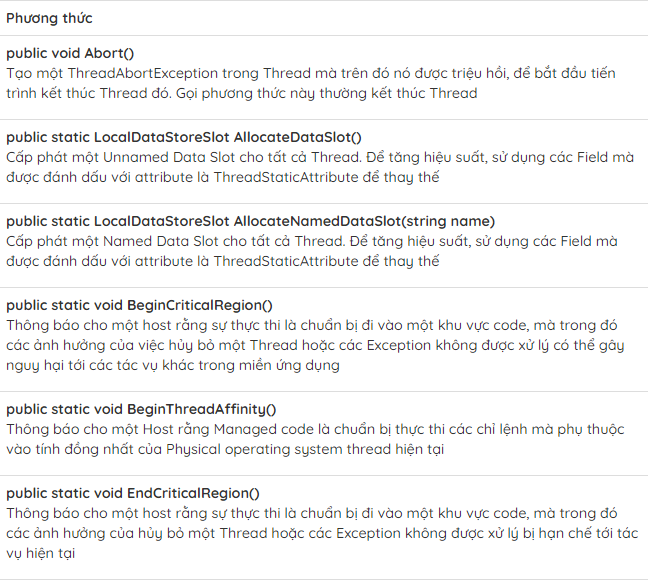 Phương thức
public void Abort()
Tạo một ThreadAbortException trong Thread mà trên đó nó được triệu hồi, để bắt đầu tiến
trình kết thúc Thread đó. Gọi phương thức này thường kết thúc Thread
public static LocalDataStoreSlot AllocateDataSlot()
Cấp phát một Unnamed Data Slot cho tất cả Thread. Để tăng hiệu suất, sử dụng các Field mà
được đánh dấu với attribute là ThreadStaticAttribute để thay thế
public static LocalDataStoreSlot AllocateNamedDataSlot(string name)
Cấp phát một Named Data Slot cho tất cả Thread. Để tăng hiệu suất, sử dụng các Field mà
được đánh dấu với attribute là ThreadStaticAttribute để thay thế
public static void BeginCriticalRegion()
Thông báo cho một host rằng sự thực thi là chuẩn bị đi vào một khu vực code, mà trong đó
các ảnh hưởng của việc hủy bỏ một Thread hoặc các Exception không được xử lý có thể gây
nguy hại tới các tác vụ khác trong miền ứng dụng
public static void BeginThreadAffinity()
Thông báo cho một Host rằng Managed code là chuẩn bị thực thi các chỉ lệnh mà phụ thuộc
vào tính đồng nhất của Physical operating system thread hiện tại
public static void EndCriticalRegion()
Thông báo cho một host rằng sự thực thi là chuẩn bị đi vào một khu vực code, mà trong đó
các ảnh hưởng của hủy bỏ một Thread hoặc các Exception không được xử lý bị hạn chế tới tác
vụ hiện tại